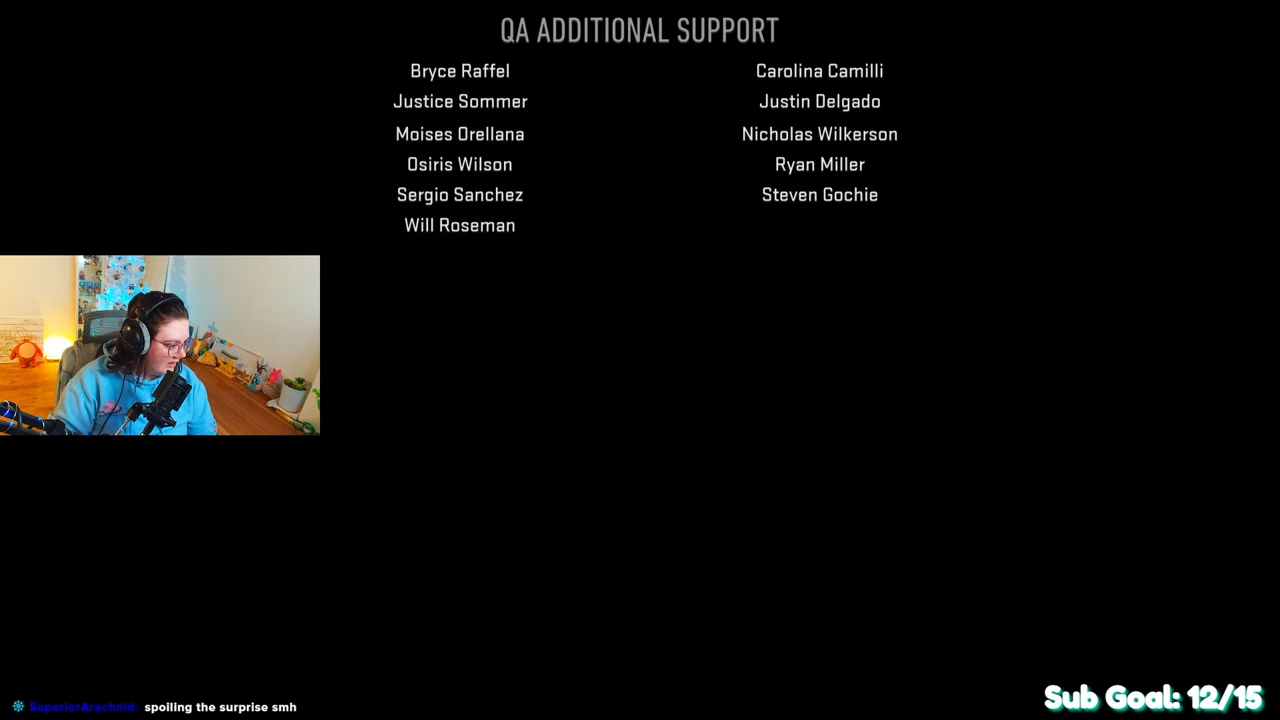 QA ADDITIONAL SUPPORT
Bryce Raffel Carolina Camilli
Justice Sommer Justin Delgado
Moises Orellana Nicholas Wilkerson
Osiris Wilson Ryan Miller
Sergio Sanchez Steven Gochie
Will Roseman
SuperiorArachnid: spoiling the surprise smh
Sub Goal: 12/15